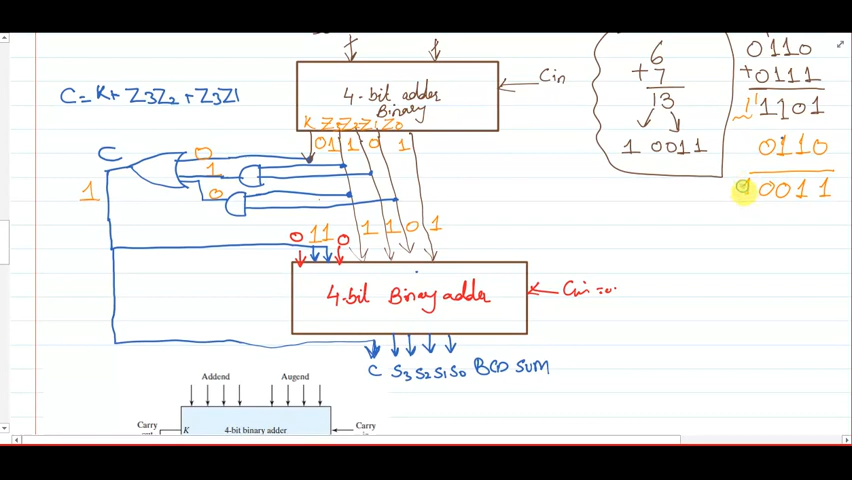 C = K + Z3Z2 + Z3Z1
4-bit adder
Binary
Cin
K Z3 Z2 Z1 Z0
0 1 1 0 1
C
0
1
0
1
0 1 1 0
1 1 0 1
4-bit Binary adder
Cin = 0
C S3 S2 S1 S0 BCD SUM
6
+ 7
13
1 0011
0110
+ 0111
1101
0110
1 0011
Addend Augend
Carry
K 4-bit binary adder
Carry